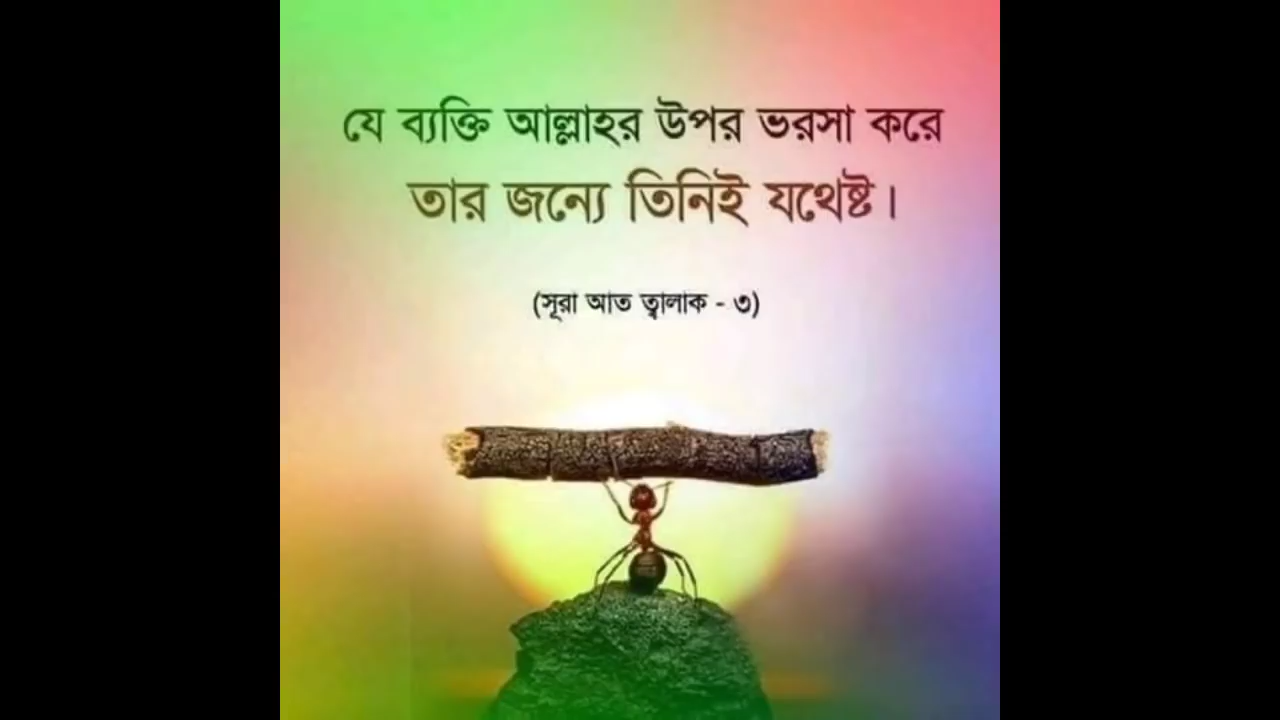 যে ব্যক্তি আল্লাহর উপর ভরসা করে
তার জন্যে তিনিই যথেষ্ট।
(সূরা আত ত্বালাক - ৩)